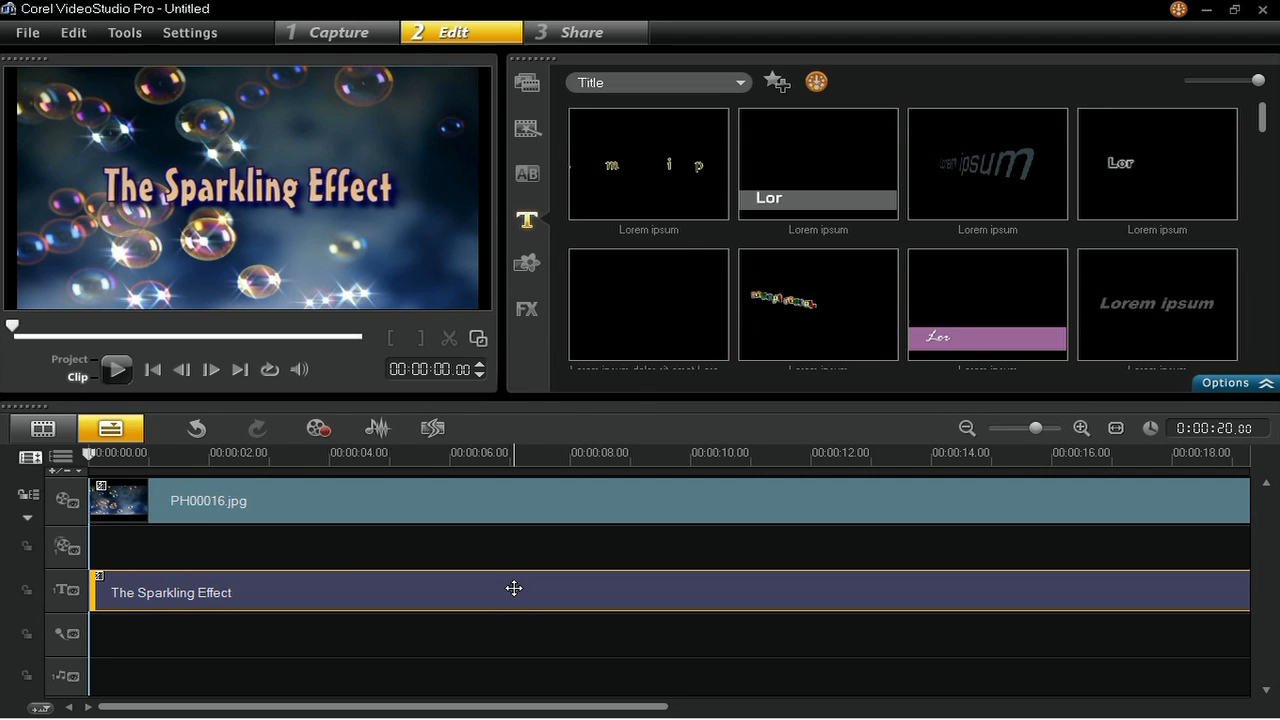 Corel VideoStudio Pro - Untitled
File Edit Tools Settings 1 Capture 2 Edit 3 Share
Title
The Sparkling Effect
m i p
Lor
ipsum
Lor
Lorem ipsum Lorem ipsum Lorem ipsum Lorem ipsum
Lor
Lorem ipsum
AB
T
FX
Project
Clip
00:00:00.00
Options
0:00:20.00
00:00:00.00 00:00:02.00 00:00:04.00 00:00:06.00 00:00:08.00 00:00:10.00 00:00:12.00 00:00:14.00 00:00:16.00 00:00:18.00
PH00016.jpg
The Sparkling Effect